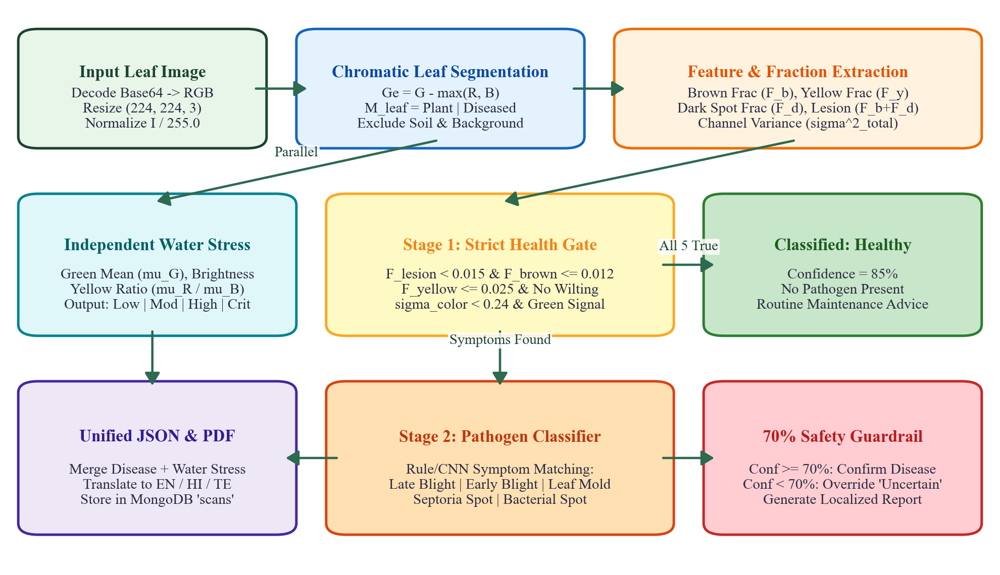 Input Leaf Image
Decode Base64 -> RGB
Resize (224, 224, 3)
Normalize I / 255.0
Chromatic Leaf Segmentation
Ge = G - max(R, B)
M_leaf = Plant | Diseased
Exclude Soil & Background
Feature & Fraction Extraction
Brown Frac (F_b), Yellow Frac (F_y)
Dark Spot Frac (F_d), Lesion (F_b+F_d)
Channel Variance (sigma^2_total)
Parallel
Independent Water Stress
Green Mean (mu_G), Brightness
Yellow Ratio (mu_R / mu_B)
Output: Low | Mod | High | Crit
Stage 1: Strict Health Gate
F_lesion < 0.015 & F_brown <= 0.012
F_yellow <= 0.025 & No Wilting
sigma_color < 0.24 & Green Signal
All 5 True
Classified: Healthy
Confidence = 85%
No Pathogen Present
Routine Maintenance Advice
Symptoms Found
Unified JSON & PDF
Merge Disease + Water Stress
Translate to EN / HI / TE
Store in MongoDB 'scans'
Stage 2: Pathogen Classifier
Rule/CNN Symptom Matching:
Late Blight | Early Blight | Leaf Mold
Septoria Spot | Bacterial Spot
70% Safety Guardrail
Conf >= 70%: Confirm Disease
Conf < 70%: Override 'Uncertain'
Generate Localized Report